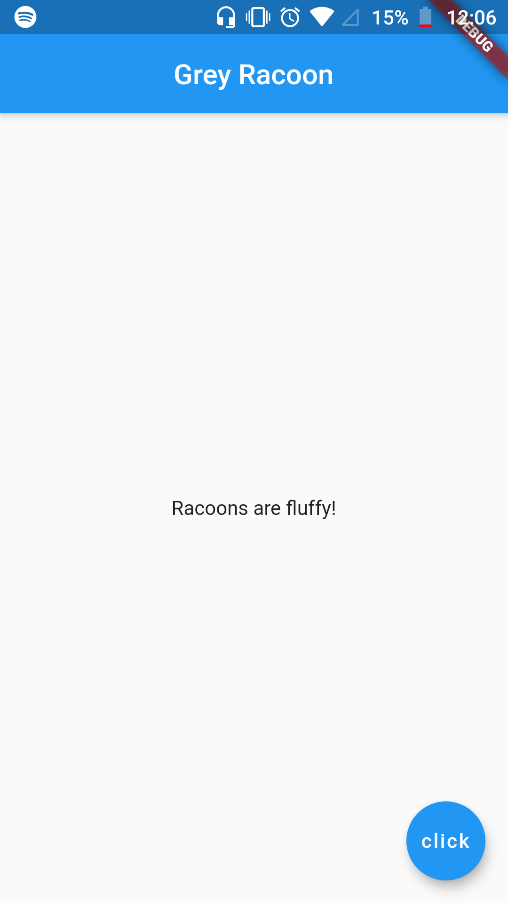 15% 12:06
DEBUG
Grey Racoon
Racoons are fluffy!
click